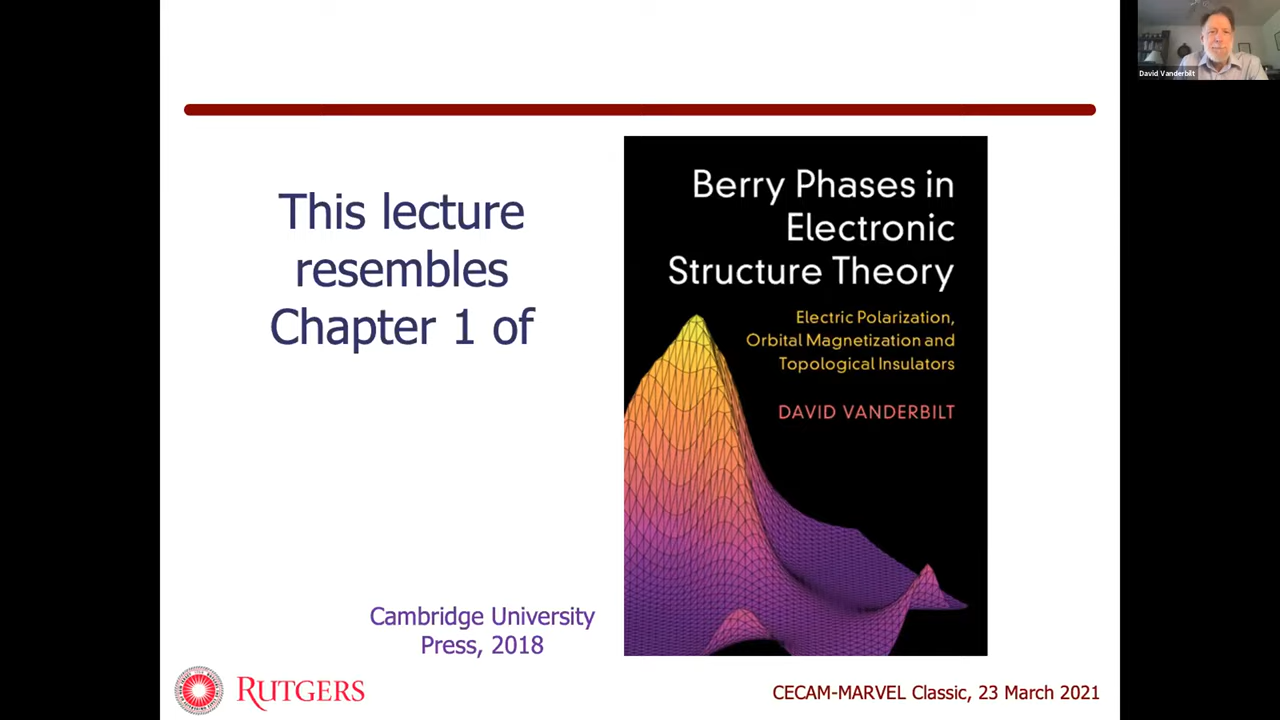 David Vanderbilt
This lecture
resembles
Chapter 1 of
Berry Phases in
Electronic
Structure Theory
Electric Polarization,
Orbital Magnetization and
Topological Insulators
DAVID VANDERBILT
Cambridge University
Press, 2018
RUTGERS
CECAM-MARVEL Classic, 23 March 2021